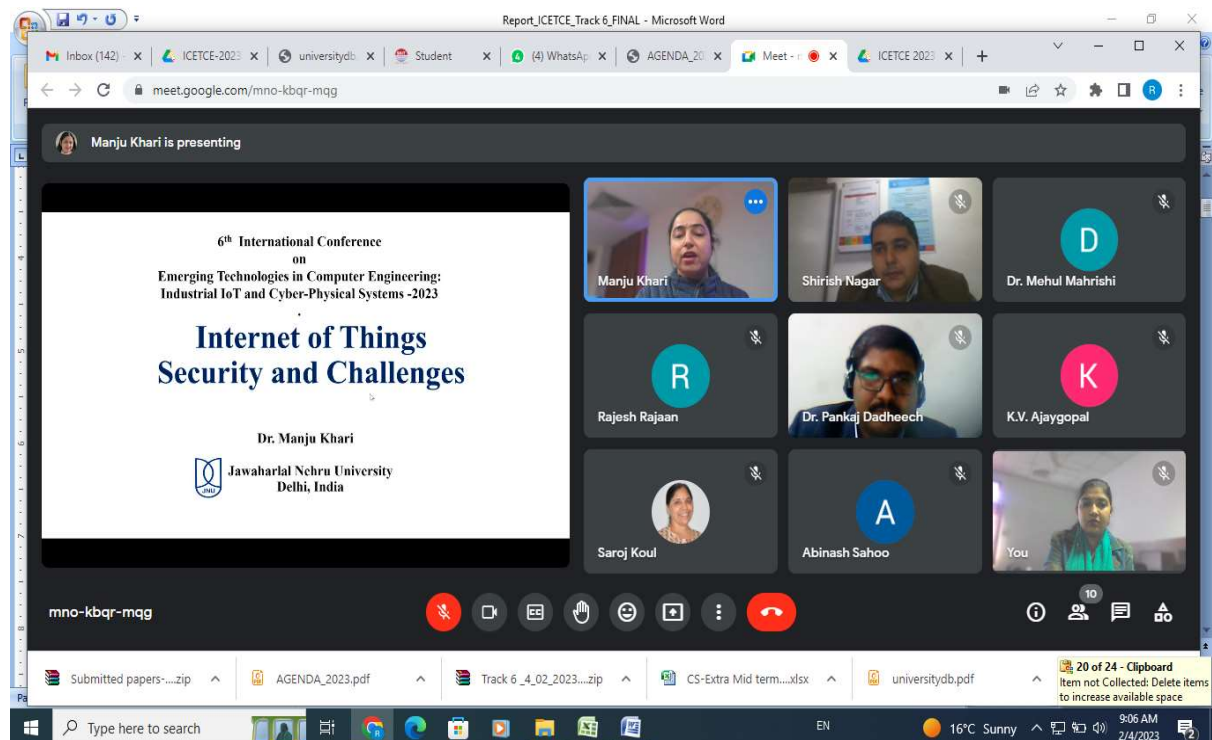 Report_ICETCE_Track 6_FINAL - Microsoft Word
Inbox (142) -
ICETCE-2023
universitydb
Student
(4) WhatsAp
AGENDA_20
Meet -
ICETCE 2023
meet.google.com/mno-kbqr-mqg
R
Manju Khari is presenting
6th International Conference
on
Emerging Technologies in Computer Engineering:
Industrial IoT and Cyber-Physical Systems -2023
.
Internet of Things
Security and Challenges
Dr. Manju Khari
JNU
Jawaharlal Nehru University
Delhi, India
Manju Khari
Shirish Nagar
D
Dr. Mehul Mahrishi
R
Rajesh Rajaan
Dr. Pankaj Dadheech
K
K.V. Ajaygopal
Saroj Koul
A
Abinash Sahoo
You
mno-kbqr-mqg
CC
10
Submitted papers-....zip
AGENDA_2023.pdf
Track 6 _4_02_2023....zip
CS-Extra Mid term....xlsx
universitydb.pdf
20 of 24 - Clipboard
Item not Collected: Delete items
to increase available space
Pa
Type here to search
EN
16°C Sunny
9:06 AM
2/4/2023
2